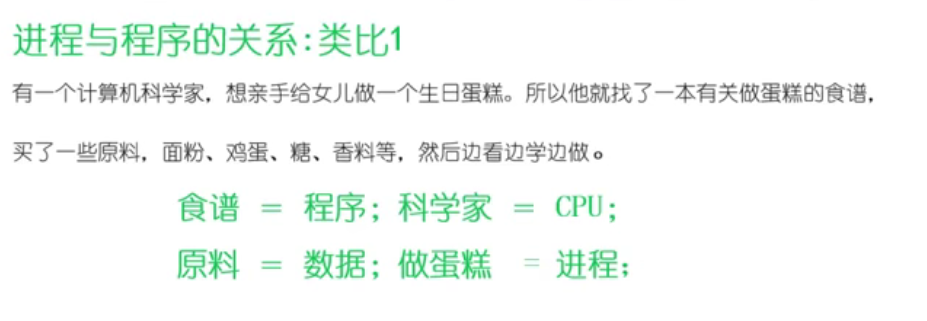 进程与程序的关系:类比1
有一个计算机科学家，想亲手给女儿做一个生日蛋糕。所以他就找了一本有关做蛋糕的食谱，
买了一些原料，面粉、鸡蛋、糖、香料等，然后边看边学边做。
食谱 = 程序; 科学家 = CPU;
原料 = 数据; 做蛋糕 = 进程;